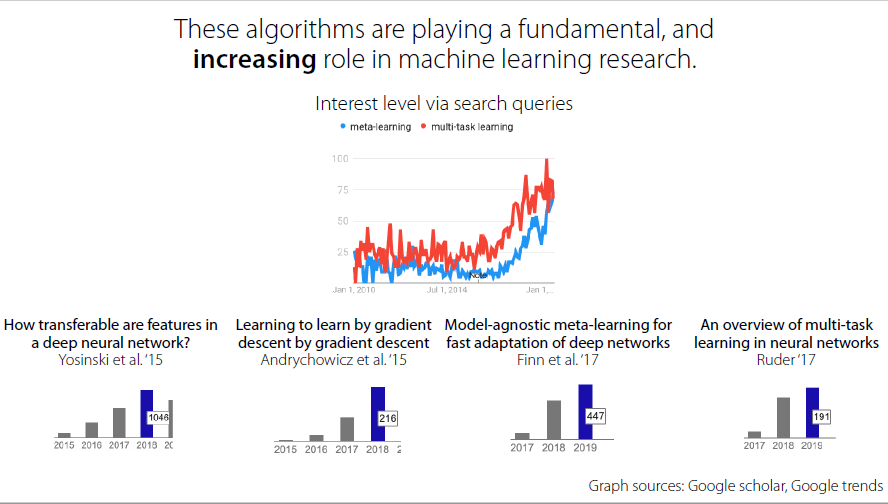 These algorithms are playing a fundamental, and
increasing role in machine learning research.
Interest level via search queries
meta-learning multi-task learning
100
75
50
25
Note
Jan 1, 2010 Jul 1, 2014 Jan 1,...
How transferable are features in
a deep neural network?
Yosinski et al. '15
1046
2015 2016 2017 2018 20
Learning to learn by gradient
descent by gradient descent
Andrychowicz et al. '15
216
2015 2016 2017 2018 2
Model-agnostic meta-learning for
fast adaptation of deep networks
Finn et al. '17
447
2017 2018 2019
An overview of multi-task
learning in neural networks
Ruder '17
191
2017 2018 2019
Graph sources: Google scholar, Google trends